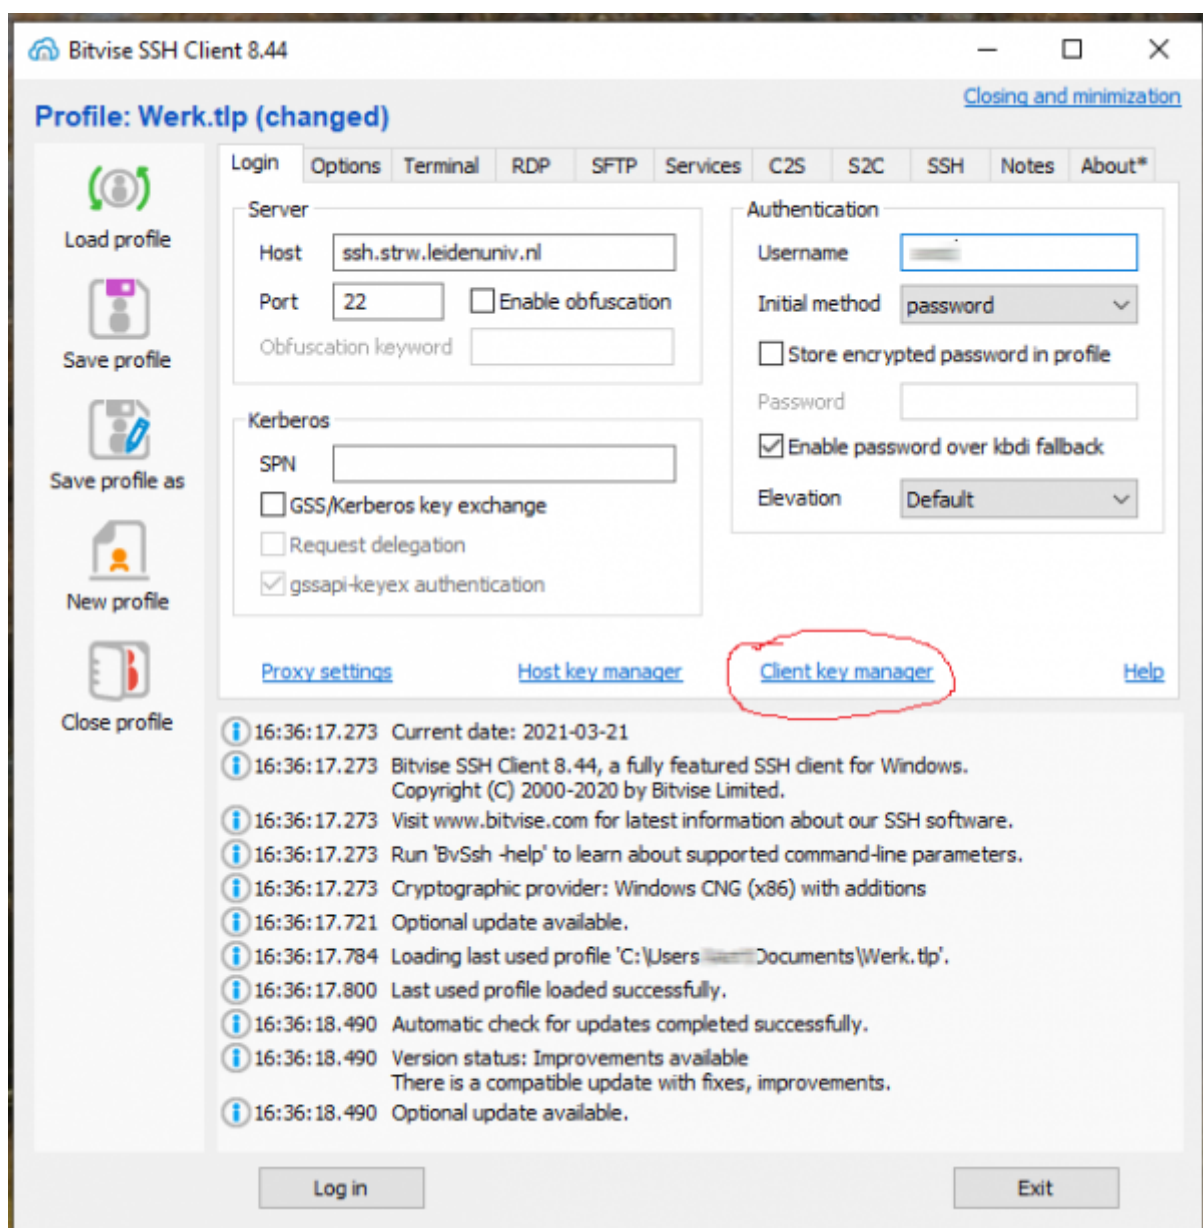 Bitvise SSH Client 8.44
Closing and minimization
Profile: Werk.tlp (changed)
Load profile
Save profile
Save profile as
New profile
Close profile
Login Options Terminal RDP SFTP Services C2S S2C SSH Notes About*
Server
Host ssh.strw.leidenuniv.nl
Port 22 Enable obfuscation
Obfuscation keyword
Kerberos
SPN
GSS/Kerberos key exchange
Request delegation
gssapi-keyex authentication
Authentication
Username
Initial method password
Store encrypted password in profile
Password
Enable password over kbdi fallback
Elevation Default
Proxy settings Host key manager Client key manager Help
16:36:17.273 Current date: 2021-03-21
16:36:17.273 Bitvise SSH Client 8.44, a fully featured SSH client for Windows.
Copyright (C) 2000-2020 by Bitvise Limited.
16:36:17.273 Visit www.bitvise.com for latest information about our SSH software.
16:36:17.273 Run 'BvSsh -help' to learn about supported command-line parameters.
16:36:17.273 Cryptographic provider: Windows CNG (x86) with additions
16:36:17.721 Optional update available.
16:36:17.784 Loading last used profile 'C:\Users Documents\Werk.tlp'.
16:36:17.800 Last used profile loaded successfully.
16:36:18.490 Automatic check for updates completed successfully.
16:36:18.490 Version status: Improvements available
There is a compatible update with fixes, improvements.
16:36:18.490 Optional update available.
Log in Exit